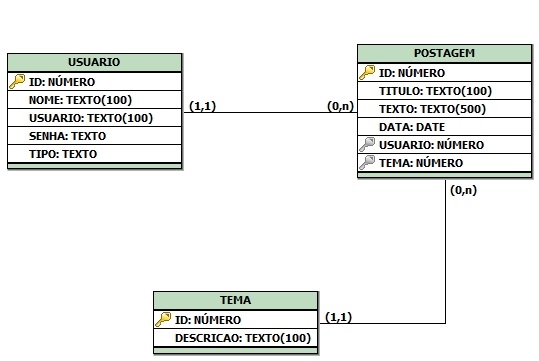 USUARIO
ID: NÚMERO
NOME: TEXTO(100)
USUARIO: TEXTO(100)
SENHA: TEXTO
TIPO: TEXTO
(1,1)
(0,n)
POSTAGEM
ID: NÚMERO
TITULO: TEXTO(100)
TEXTO: TEXTO(500)
DATA: DATE
USUARIO: NÚMERO
TEMA: NÚMERO
(0,n)
TEMA
ID: NÚMERO
DESCRICAO: TEXTO(100)
(1,1)